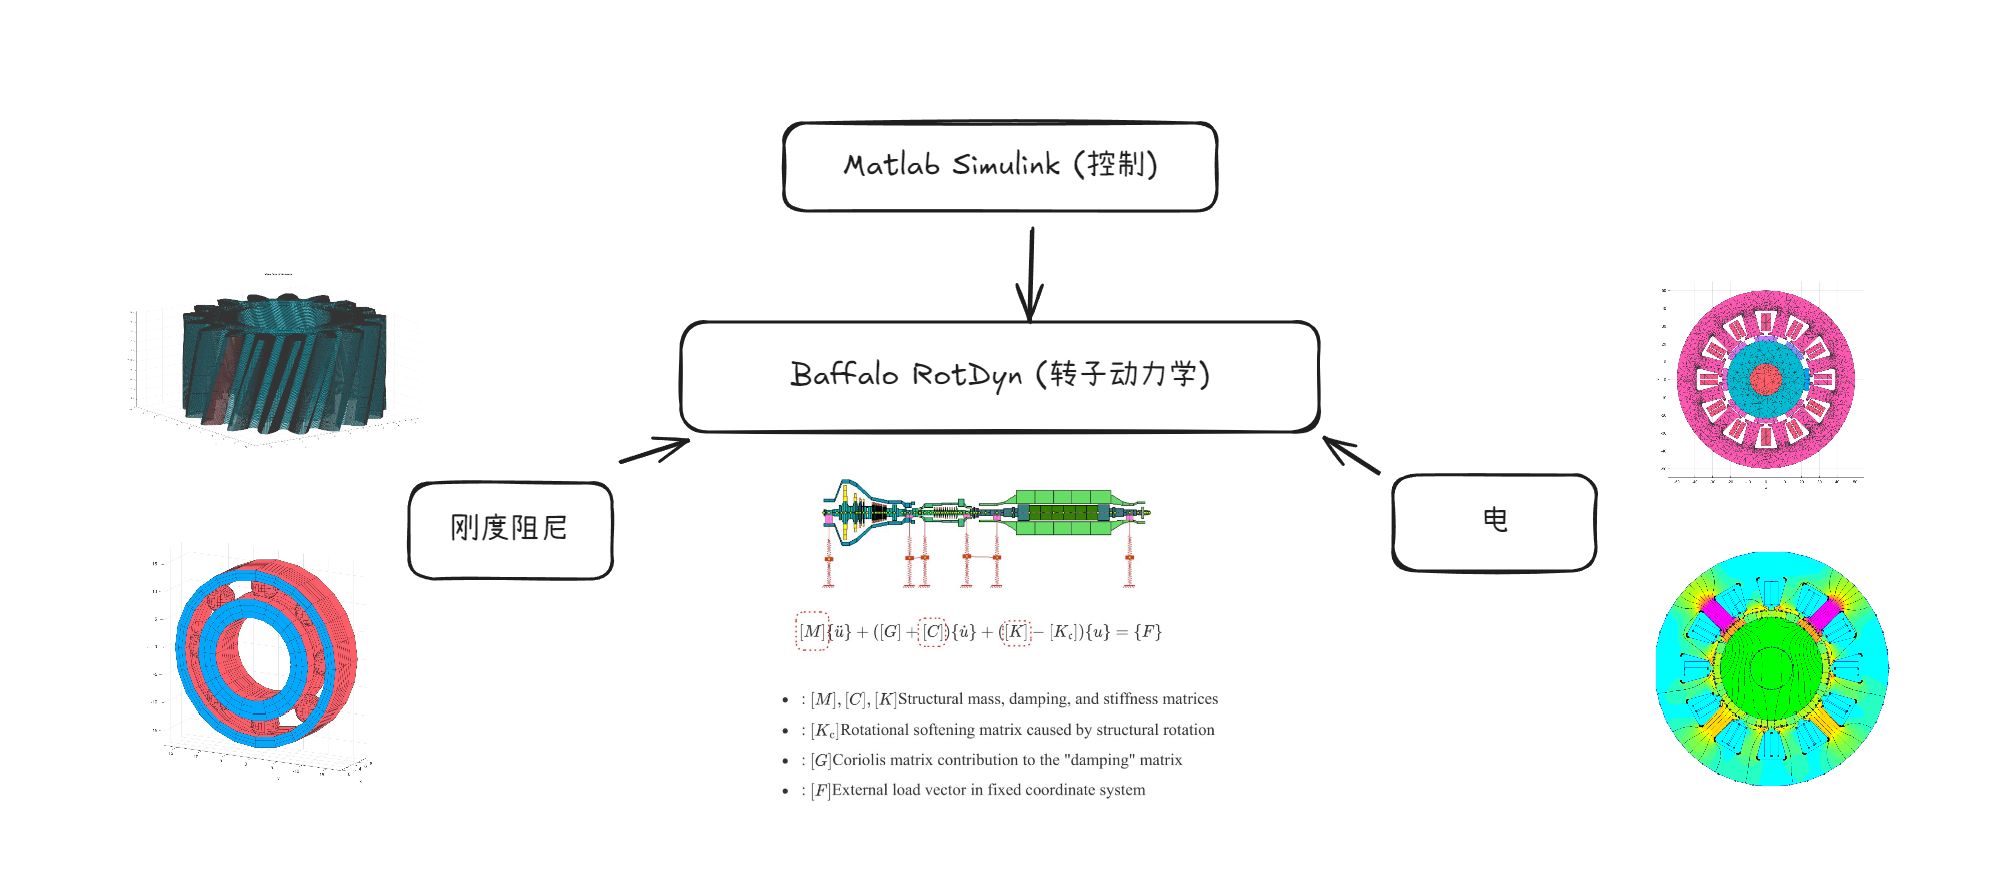 Matlab Simulink (控制)
Baffalo RotDyn (转子动力学)
刚度阻尼
电
[M]{ü} + ([G] + [C]){u̇} + ([K] − [K_c]){u} = {F}
• : [M], [C], [K]Structural mass, damping, and stiffness matrices
• : [K_c]Rotational softening matrix caused by structural rotation
• : [G]Coriolis matrix contribution to the "damping" matrix
• : [F]External load vector in fixed coordinate system